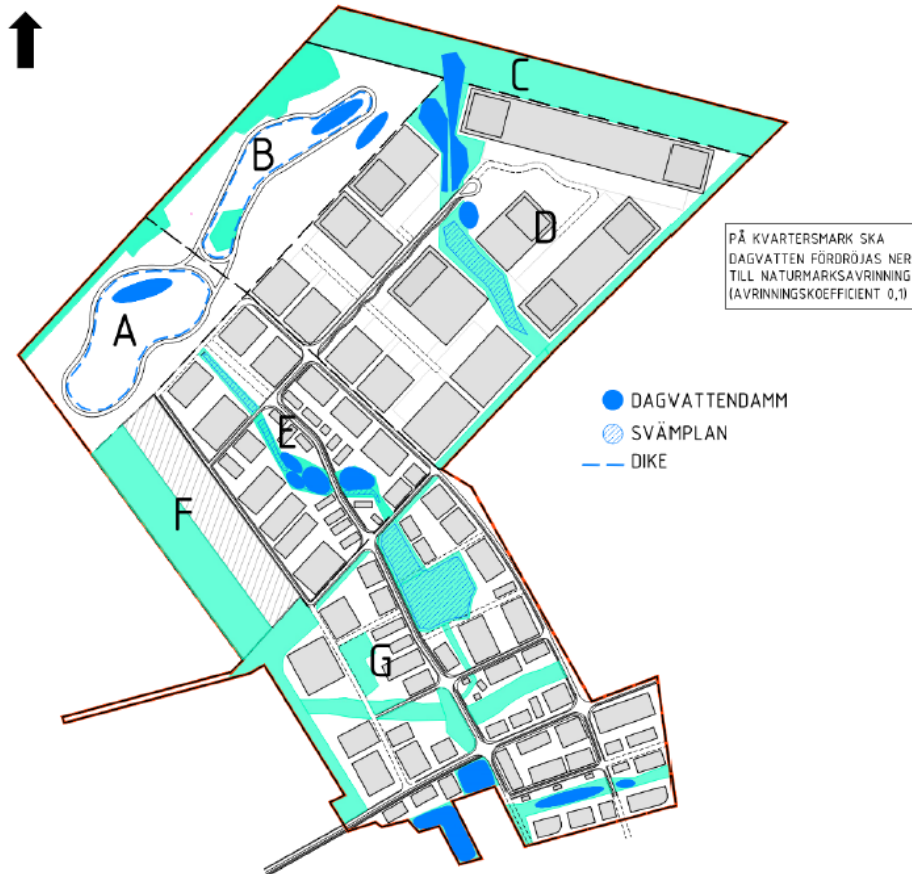 C
B
D
PÅ KVARTERSMARK SKA
DAGVATTEN FÖRDRÖJAS NER
TILL NATURMARKSAVRINNING
(AVRINNINGSKOEFFICIENT 0,1)
A
DAGVATTENDAMM
SVÄMPLAN
DIKE
E
F
G